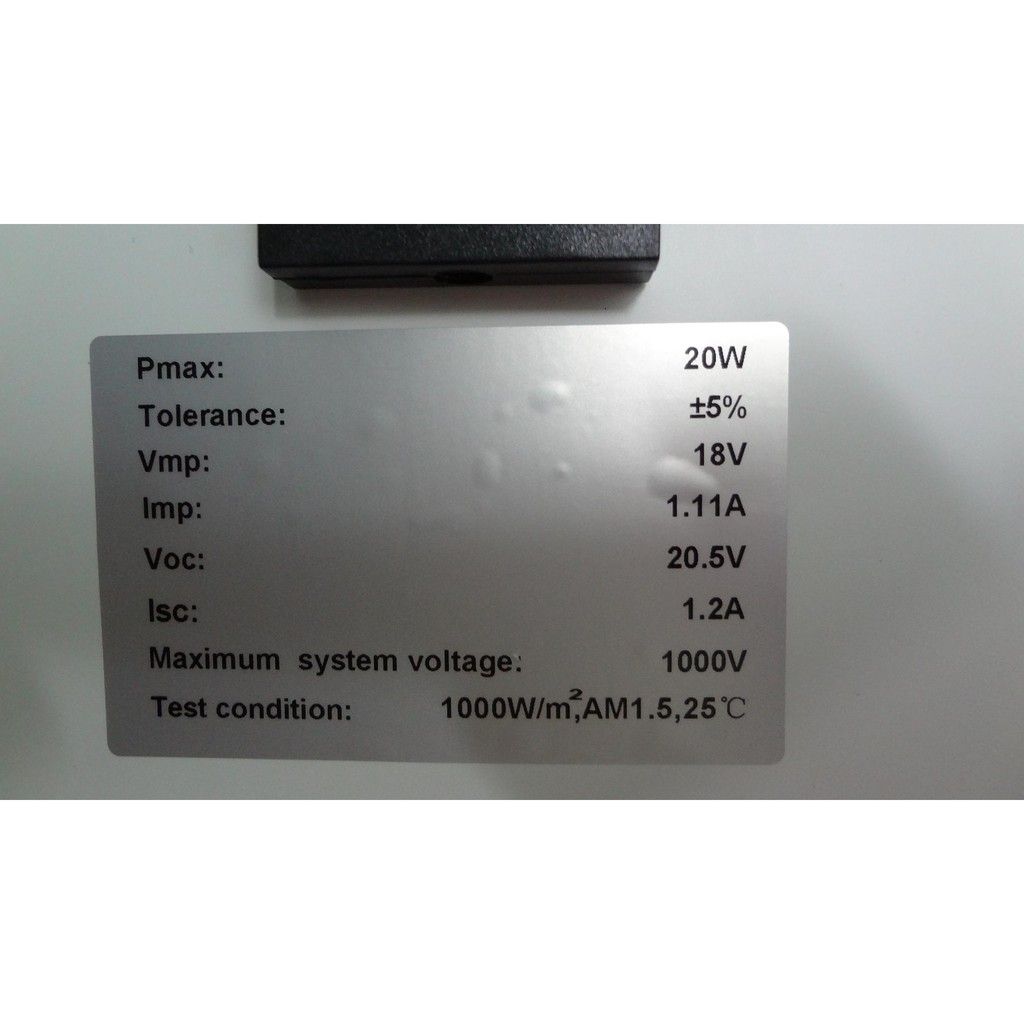 Pmax: 20W
Tolerance: ±5%
Vmp: 18V
Imp: 1.11A
Voc: 20.5V
Isc: 1.2A
Maximum system voltage: 1000V
Test condition: 1000W/m²,AM1.5,25℃